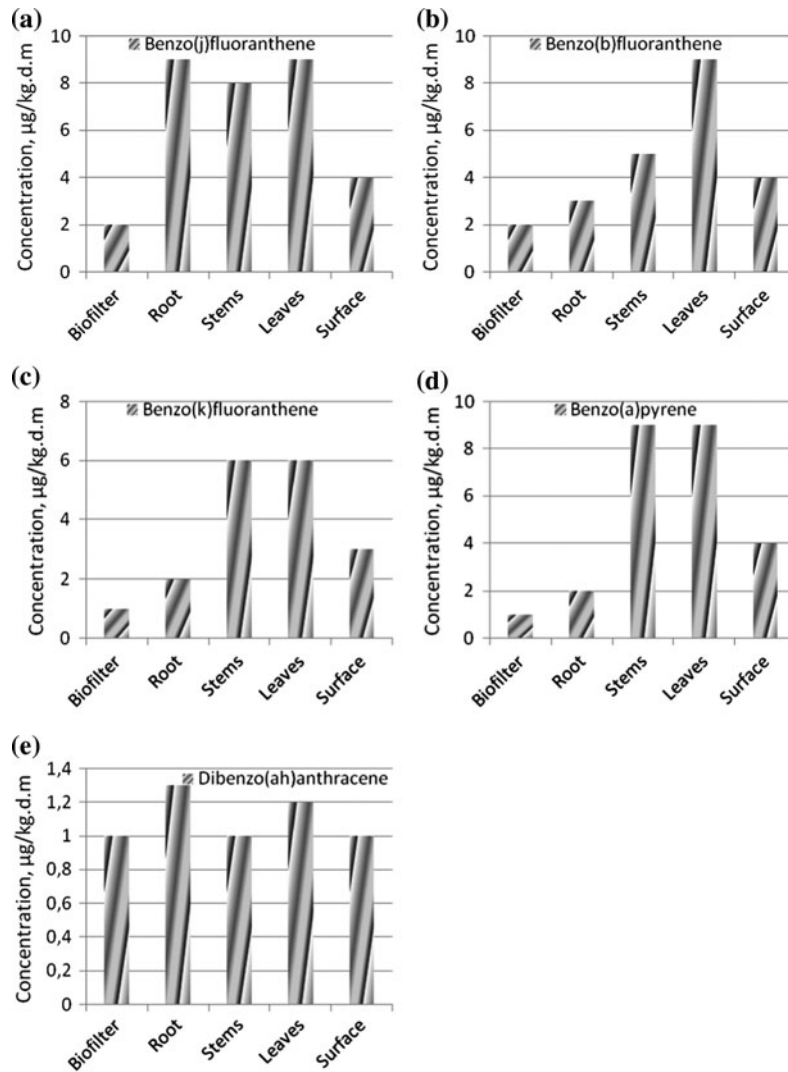 (a)
Benzo(j)fluoranthene
Concentration, µg/kg.d.m
10
8
6
4
2
0
Biofilter
Root
Stems
Leaves
Surface
(b)
Benzo(b)fluoranthene
Concentration, µg/kg.d.m
10
8
6
4
2
0
Biofilter
Root
Stems
Leaves
Surface
(c)
Benzo(k)fluoranthene
Concentration, µg/kg.d.m
8
6
4
2
0
Biofilter
Root
Stems
Leaves
Surface
(d)
Benzo(a)pyrene
Concentration, µg/kg.d.m
10
8
6
4
2
0
Biofilter
Root
Stems
Leaves
Surface
(e)
Dibenzo(ah)anthracene
Concentration, µg/kg.d.m
1,4
1,2
1
0,8
0,6
0,4
0,2
0
Biofilter
Root
Stems
Leaves
Surface